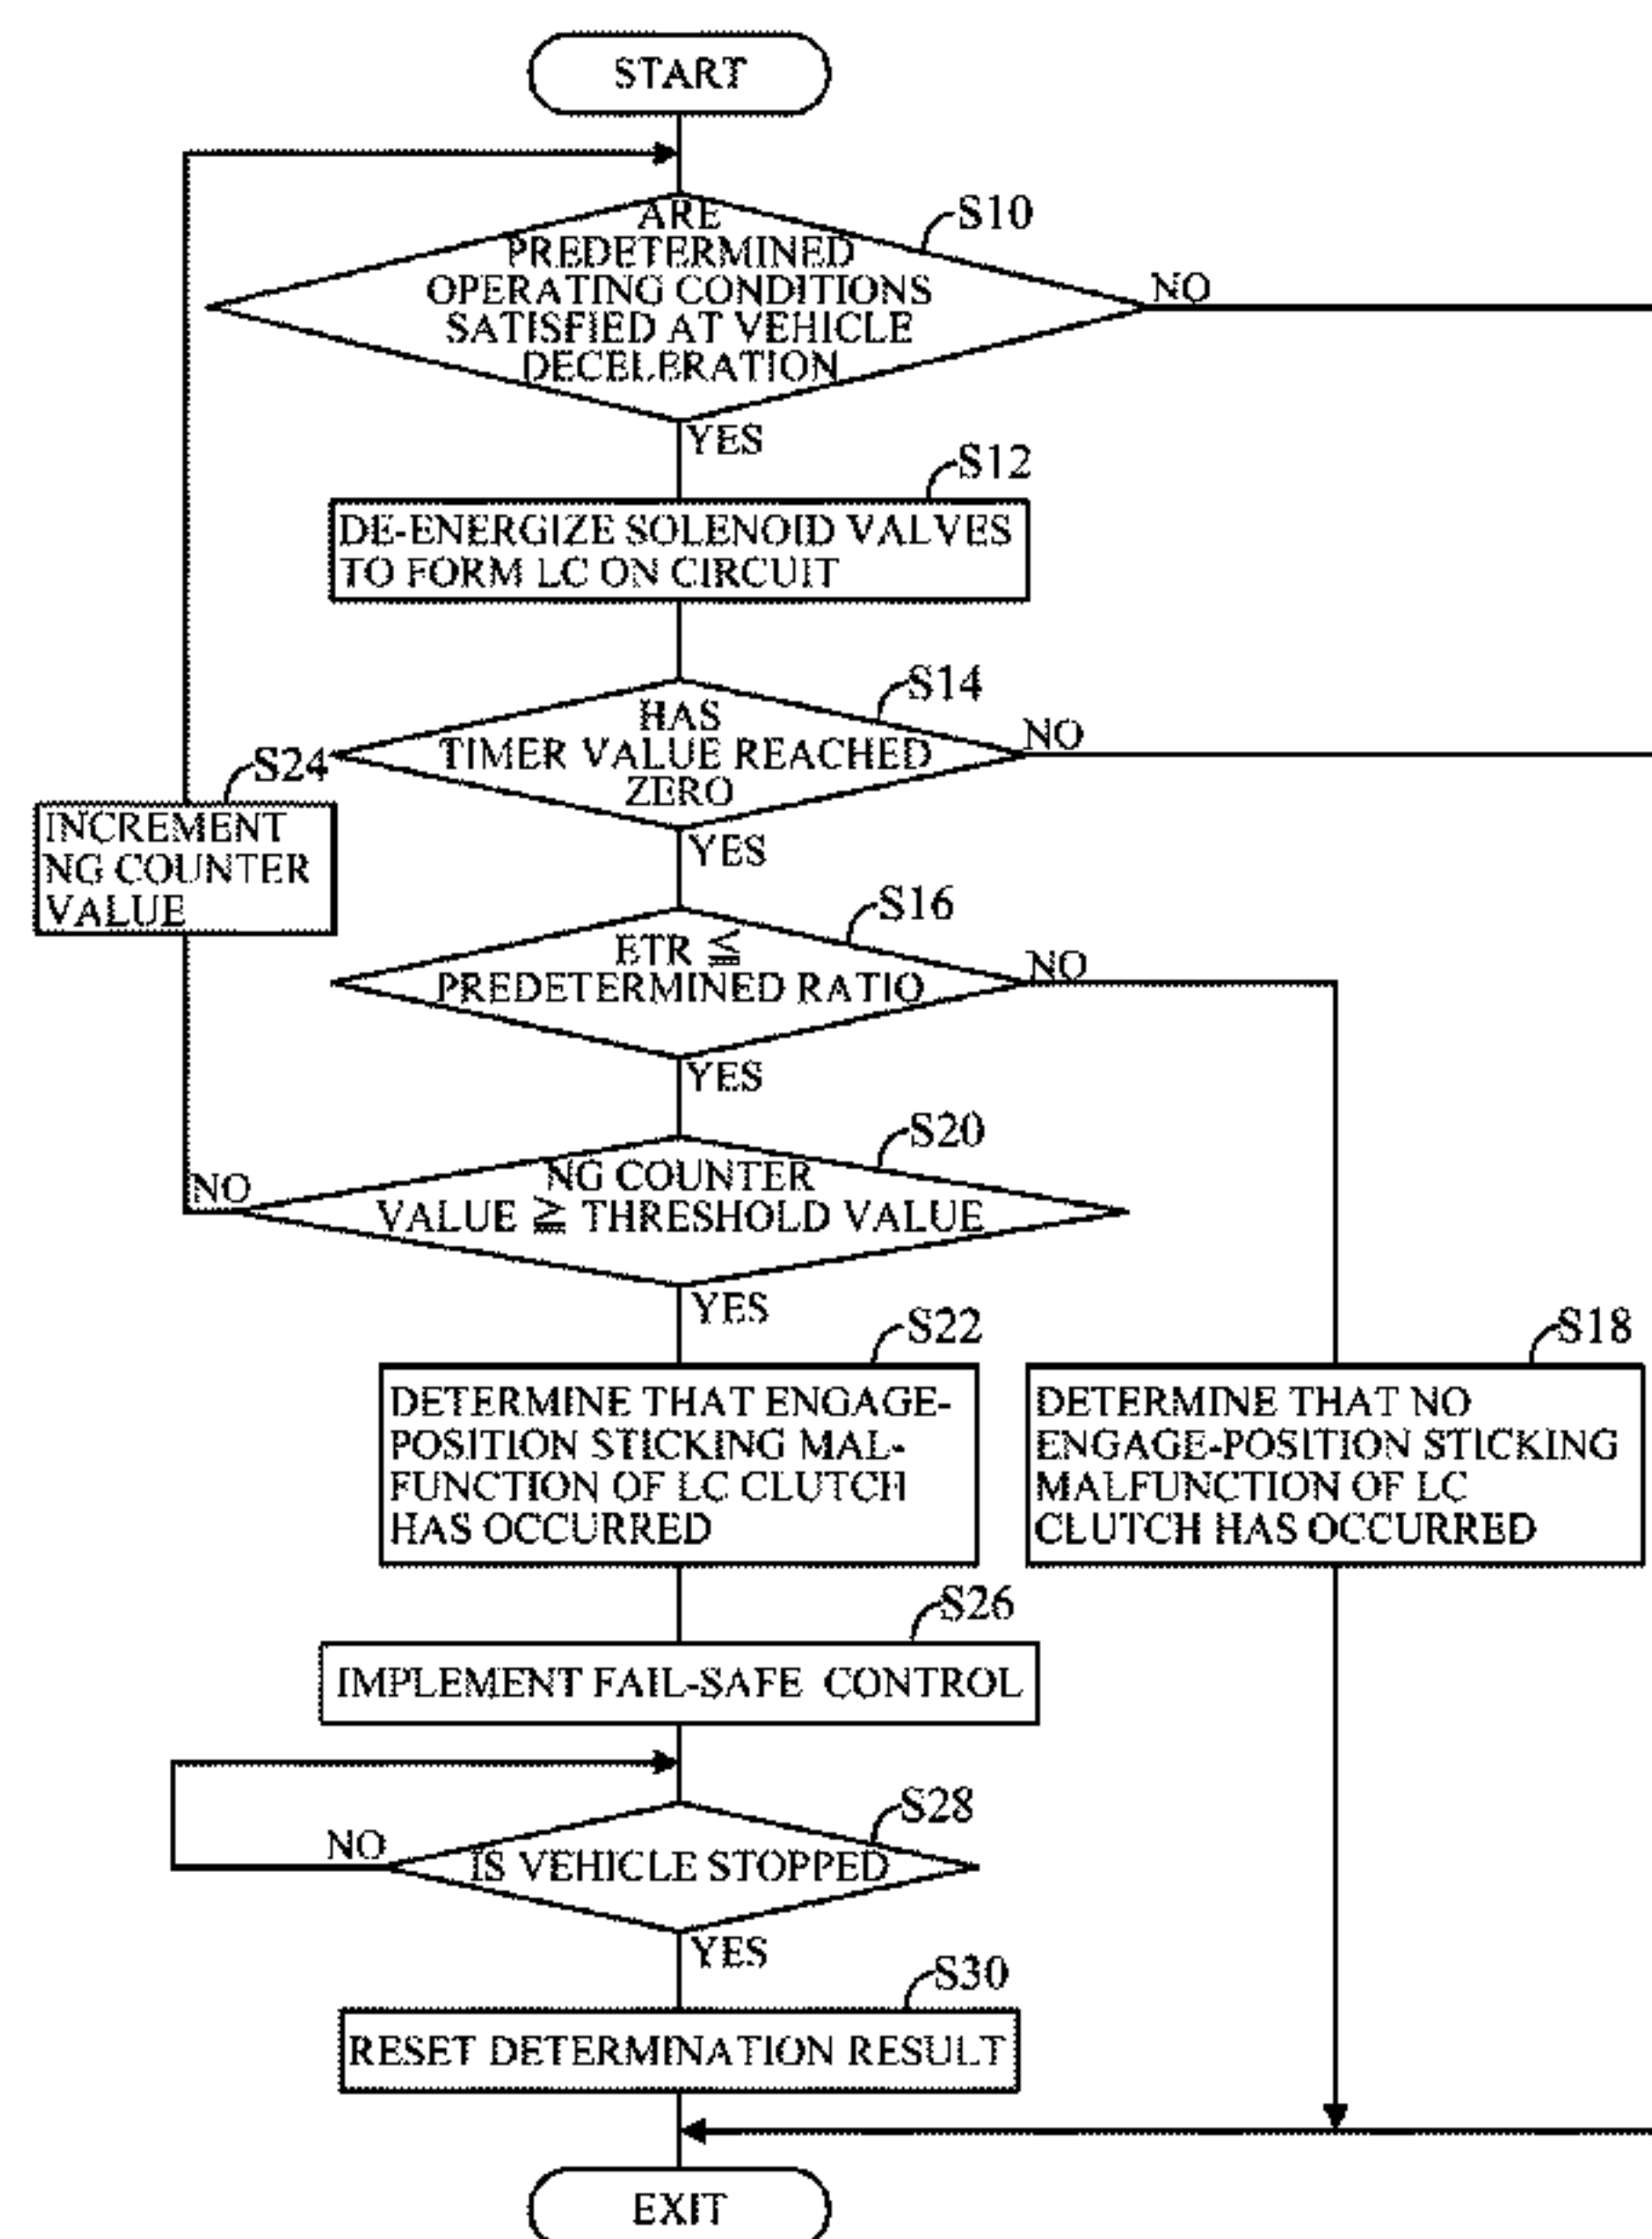 START
S10
ARE
PREDETERMINED
OPERATING CONDITIONS
SATISFIED AT VEHICLE
DECELERATION
NO
YES
S12
DE-ENERGIZE SOLENOID VALVES
TO FORM LC ON CIRCUIT
S14
HAS
TIMER VALUE REACHED
ZERO
NO
YES
S24
INCREMENT
NG COUNTER
VALUE
S16
ETR ≦
PREDETERMINED RATIO
NO
YES
S20
NG COUNTER
VALUE ≧ THRESHOLD VALUE
NO
YES
S22
DETERMINE THAT ENGAGE-
POSITION STICKING MAL-
FUNCTION OF LC CLUTCH
HAS OCCURRED
S18
DETERMINE THAT NO
ENGAGE-POSITION STICKING
MALFUNCTION OF LC
CLUTCH HAS OCCURRED
S26
IMPLEMENT FAIL-SAFE CONTROL
S28
IS VEHICLE STOPPED
NO
YES
S30
RESET DETERMINATION RESULT
EXIT